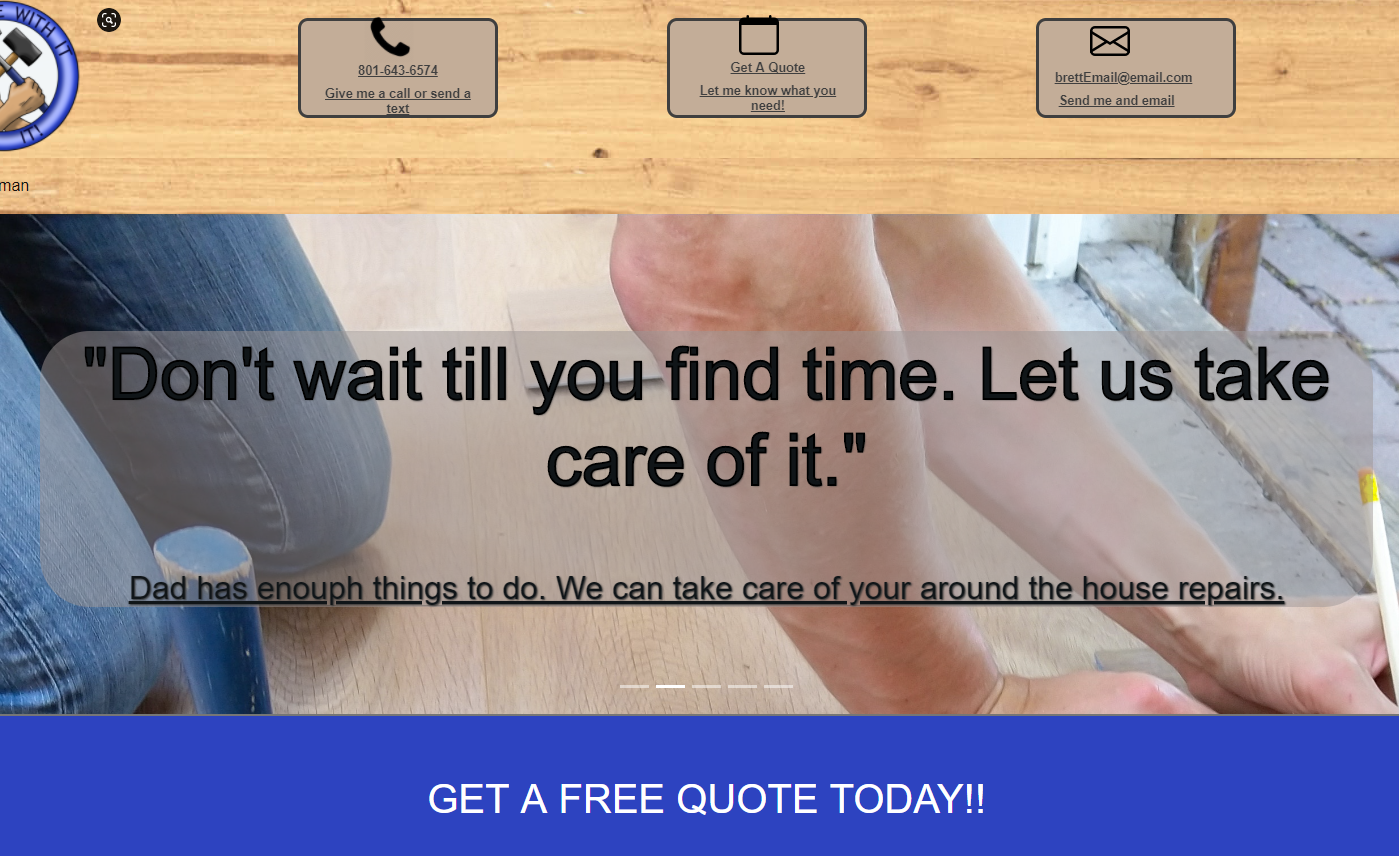 WITH IT
IT!
801-643-6574
Give me a call or send a
text
Get A Quote
Let me know what you
need!
brettEmail@email.com
Send me and email
man
"Don't wait till you find time. Let us take
care of it."
Dad has enouph things to do. We can take care of your around the house repairs.
GET A FREE QUOTE TODAY!!